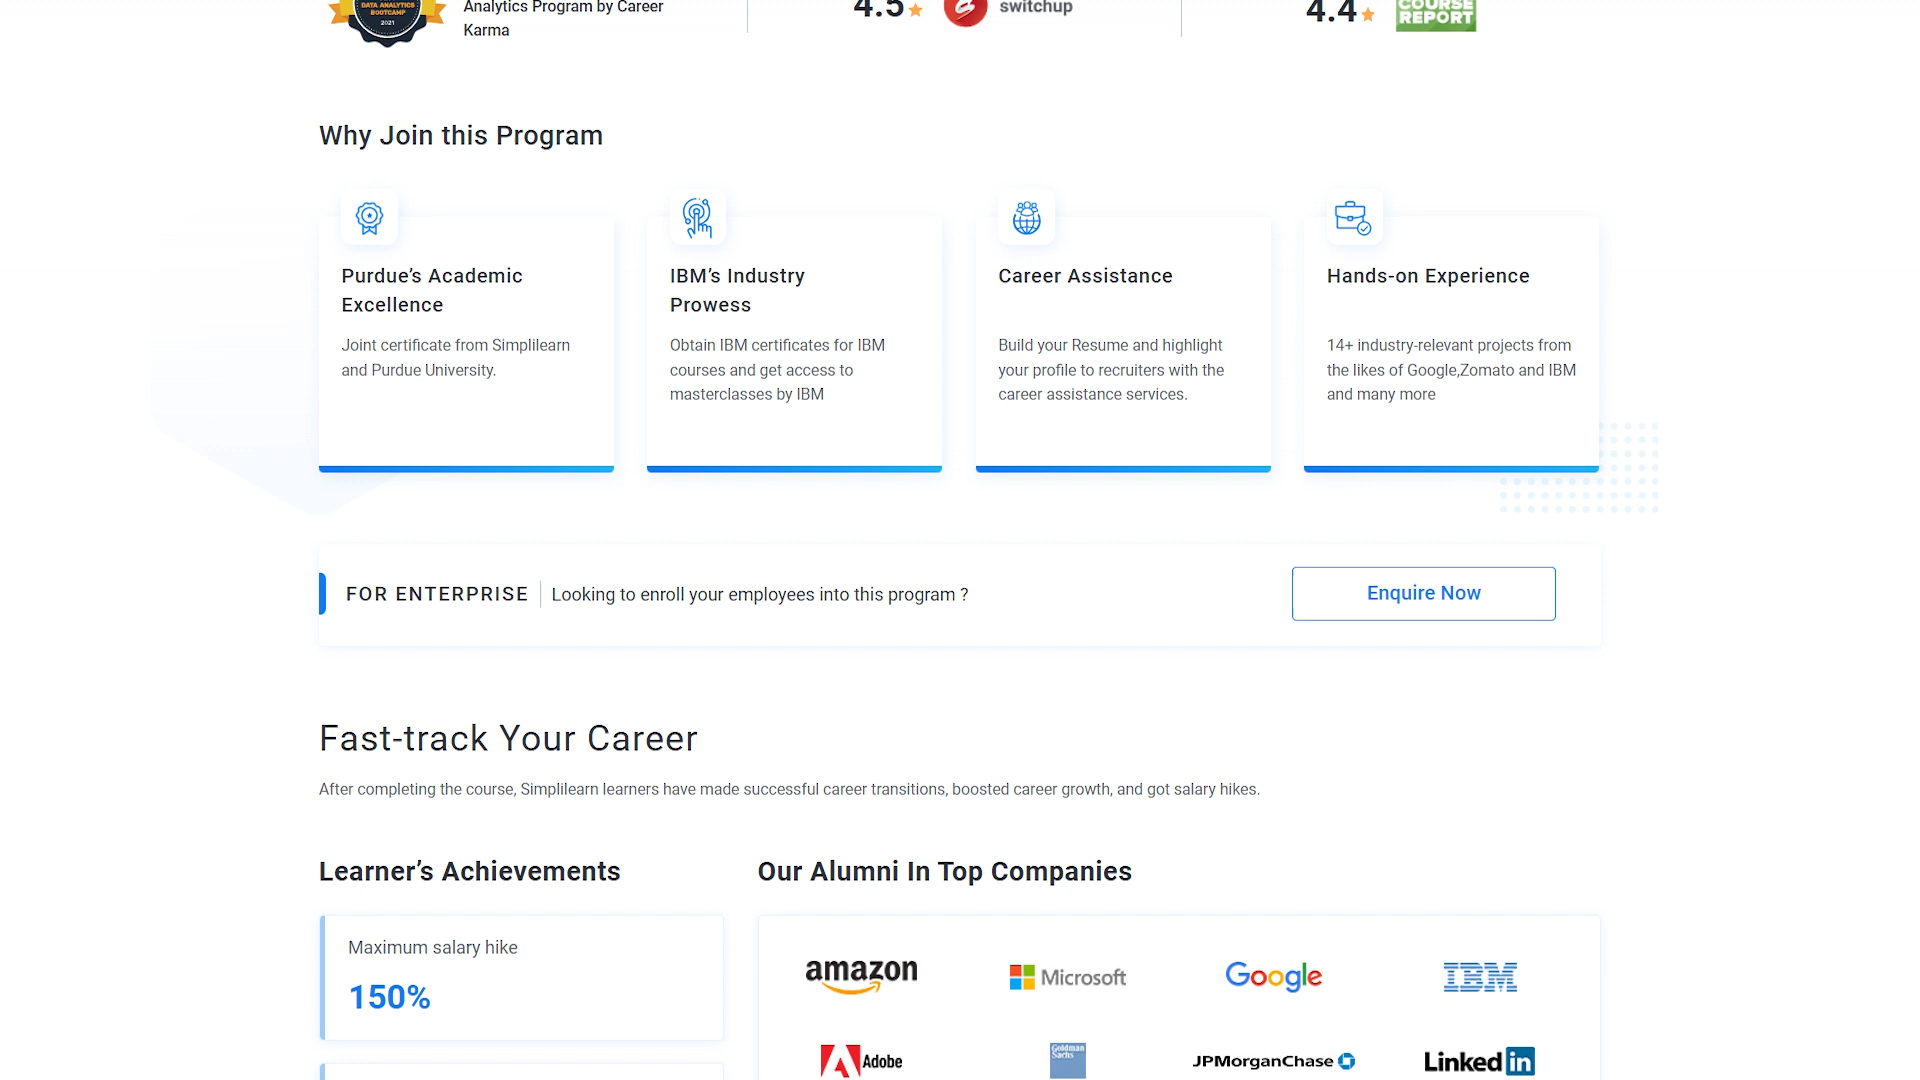 DATA ANALYTICS
BOOTCAMP
2021
Analytics Program by Career
Karma
4.5
switchup
4.4
COURSE
REPORT
Why Join this Program
Purdue’s Academic
Excellence
Joint certificate from Simplilearn
and Purdue University.
IBM’s Industry
Prowess
Obtain IBM certificates for IBM
courses and get access to
masterclasses by IBM
Career Assistance
Build your Resume and highlight
your profile to recruiters with the
career assistance services.
Hands-on Experience
14+ industry-relevant projects from
the likes of Google,Zomato and IBM
and many more
FOR ENTERPRISE
Looking to enroll your employees into this program ?
Enquire Now
Fast-track Your Career
After completing the course, Simplilearn learners have made successful career transitions, boosted career growth, and got salary hikes.
Learner’s Achievements
Maximum salary hike
150%
Our Alumni In Top Companies
amazon
Microsoft
Google
IBM
Adobe
Goldman
Sachs
JPMorganChase
Linked in